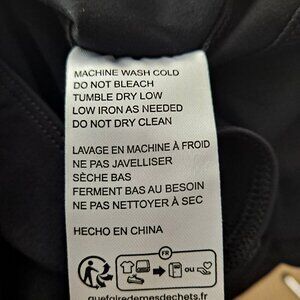 MACHINE WASH COLD
DO NOT BLEACH
TUMBLE DRY LOW
LOW IRON AS NEEDED
DO NOT DRY CLEAN
LAVAGE EN MACHINE À FROID
NE PAS JAVELLISER
SÈCHE BAS
FERMENT BAS AU BESOIN
NE PAS NETTOYER À SEC
HECHO EN CHINA
FR
OU
quefairedemesdechets.fr